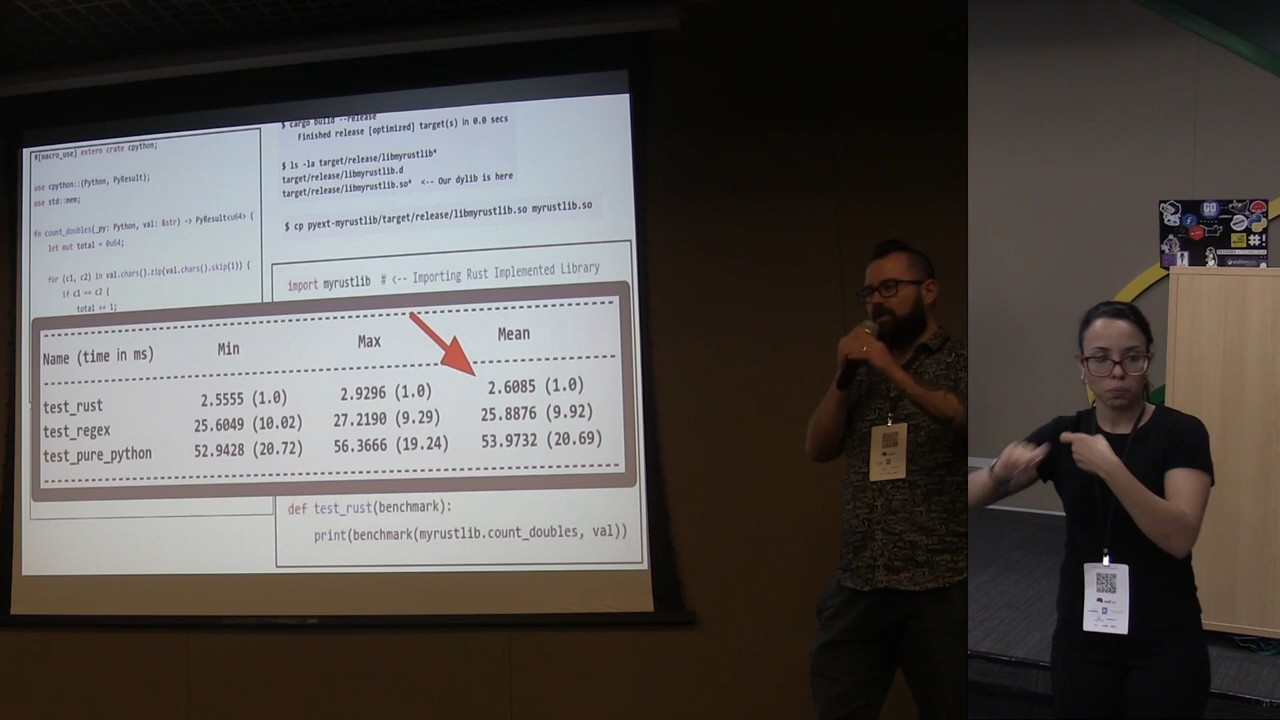 #[macro_use] extern crate cpython;
use cpython::{Python, PyResult};
use std::mem;
fn count_doubles(_py: Python, val: &str) -> PyResult<u64> {
let mut total = 0u64;
for (c1, c2) in val.chars().zip(val.chars().skip(1)) {
if c1 == c2 {
total += 1;
$ cargo build --release
Finished release [optimized] target(s) in 0.0 secs
$ ls -la target/release/libmyrustlib*
target/release/libmyrustlib.d
target/release/libmyrustlib.so* <-- Our dylib is here
$ cp pyext-myrustlib/target/release/libmyrustlib.so myrustlib.so
import myrustlib # <-- Importing Rust Implemented Library
Name (time in ms) Min Max Mean
test_rust 2.5555 (1.0) 2.9296 (1.0) 2.6085 (1.0)
test_regex 25.6049 (10.02) 27.2190 (9.29) 25.8876 (9.92)
test_pure_python 52.9428 (20.72) 56.3666 (19.24) 53.9732 (20.69)
def test_rust(benchmark):
print(benchmark(myrustlib.count_doubles, val))
GO
#!